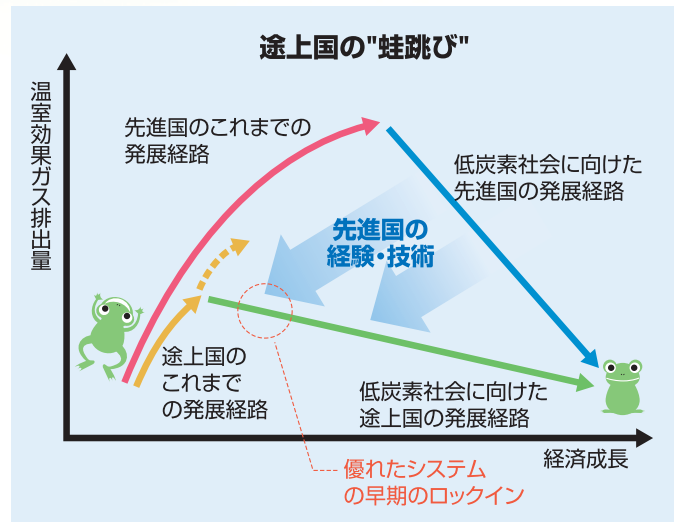 途上国の"蛙跳び"
温室効果ガス排出量
先進国のこれまでの
発展経路
低炭素社会に向けた
先進国の発展経路
先進国の
経験・技術
途上国の
これまで
の発展経路
低炭素社会に向けた
途上国の発展経路
経済成長
優れたシステム
の早期のロックイン